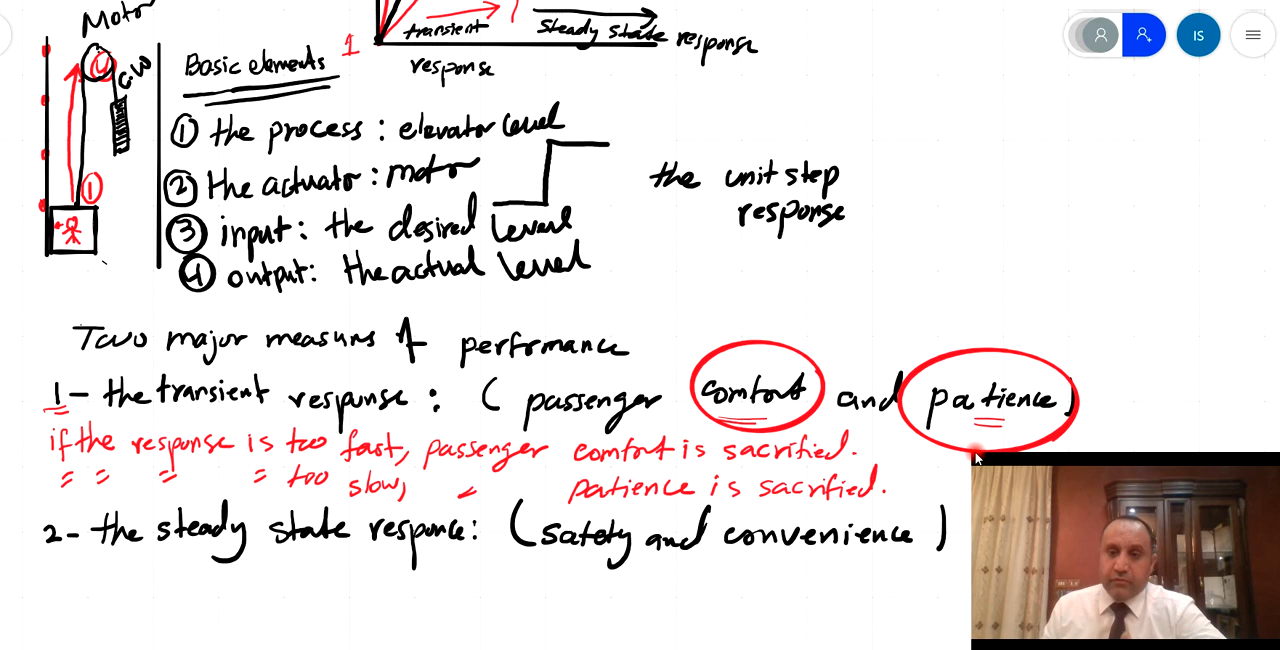 Motor
C.W
1
transient response
Steady state response
Basic elements
① the process : elevator level
② the actuator : motor
③ input : the desired level
④ output : the actual level
the unit step
response
Two major measures of performance
1- the transient response : ( passenger comfort and patience )
if the response is too fast, passenger comfort is sacrified.
= = = = too slow, patience is sacrified.
2- the steady state response : ( safety and convenience )
IS